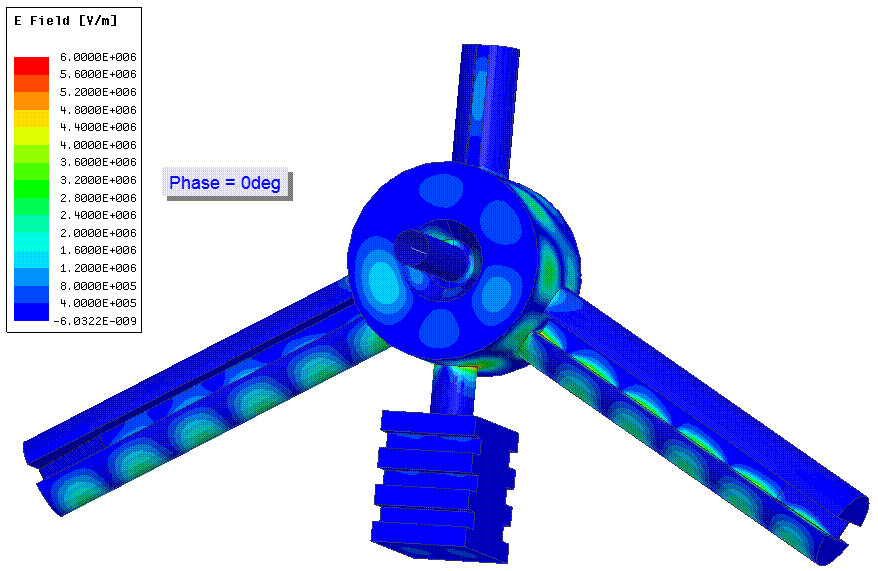 E Field [V/m]
6.0000E+006
5.6000E+006
5.2000E+006
4.8000E+006
4.4000E+006
4.0000E+006
3.6000E+006
3.2000E+006
2.8000E+006
2.4000E+006
2.0000E+006
1.6000E+006
1.2000E+006
8.0000E+005
4.0000E+005
-6.0322E-009
Phase = 0deg